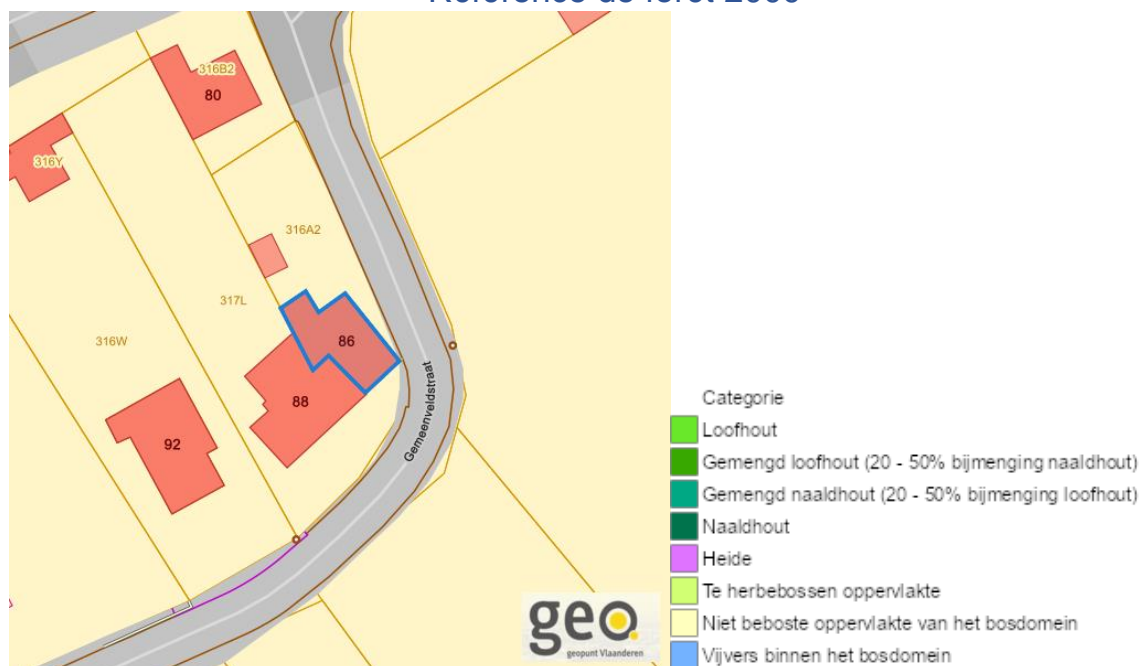 316B2
80
316Y
316A2
317L
316W
86
88
92
Gemeenveldstraat
geo
geopunt Vlaanderen
Categorie
Loofhout
Gemengd loofhout (20 - 50% bijmenging naaldhout)
Gemengd naaldhout (20 - 50% bijmenging loofhout)
Naaldhout
Heide
Te herbebossen oppervlakte
Niet beboste oppervlakte van het bosdomein
Vijvers binnen het bosdomein